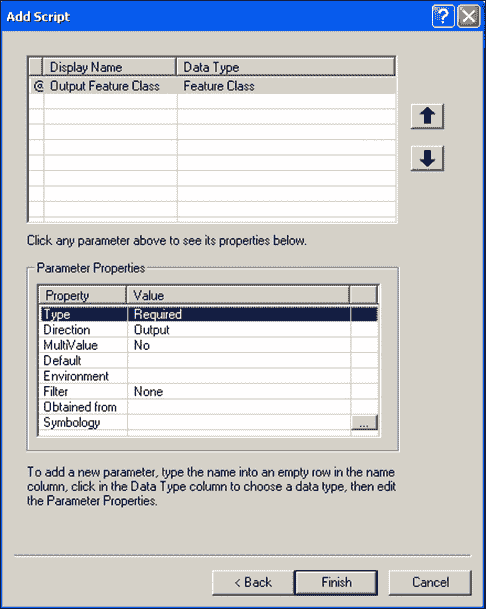 Add Script
Display Name Data Type
@ Output Feature Class Feature Class
Click any parameter above to see its properties below.
Parameter Properties
Property Value
Type Required
Direction Output
MultiValue No
Default
Environment
Filter None
Obtained from
Symbology ...
To add a new parameter, type the name into an empty row in the name
column, click in the Data Type column to choose a data type, then edit
the Parameter Properties.
< Back Finish Cancel